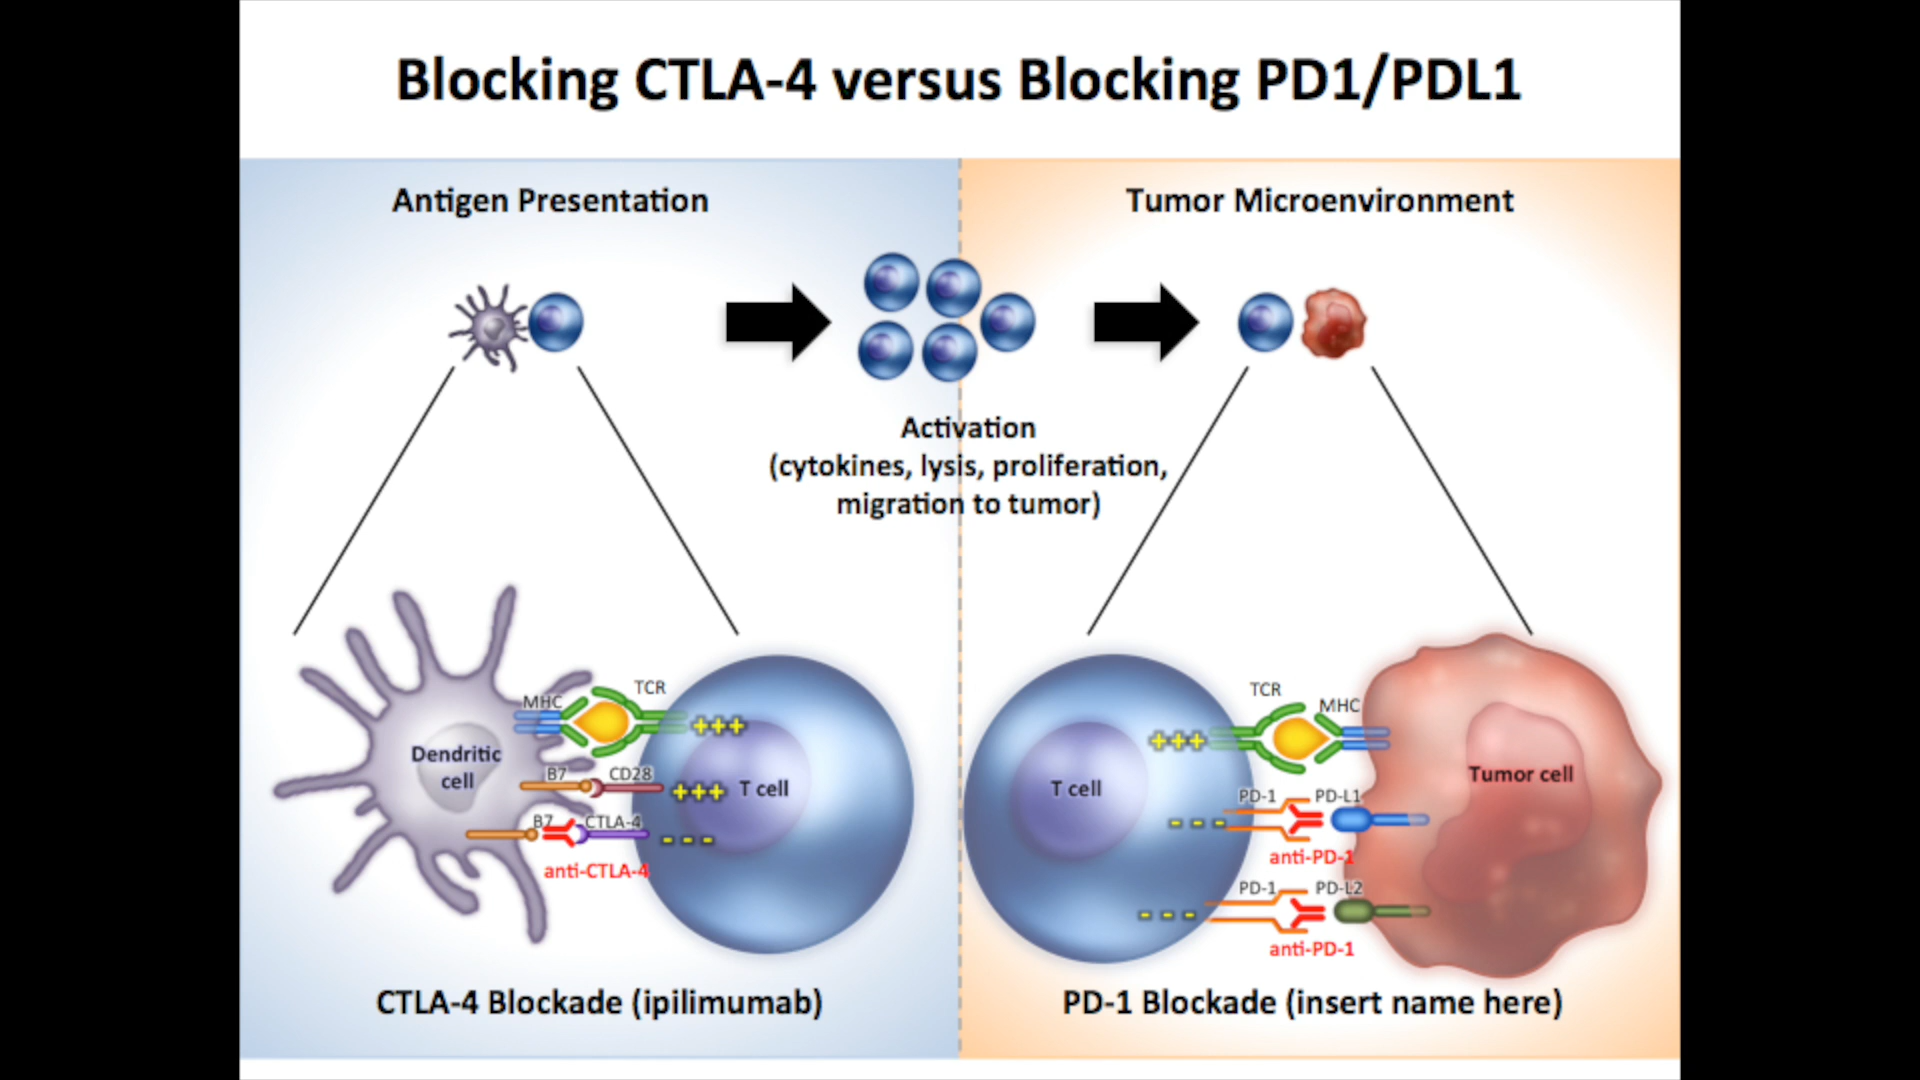 Blocking CTLA-4 versus Blocking PD1/PDL1
Antigen Presentation
Tumor Microenvironment
Activation
(cytokines, lysis, proliferation,
migration to tumor)
MHC
TCR
Dendritic
cell
B7
CD28
+++
+++
T cell
B7
CTLA-4
- - -
anti-CTLA-4
CTLA-4 Blockade (ipilimumab)
TCR
MHC
+++
T cell
Tumor cell
PD-1
PD-L1
- - -
anti-PD-1
PD-1
PD-L2
- - -
anti-PD-1
PD-1 Blockade (insert name here)